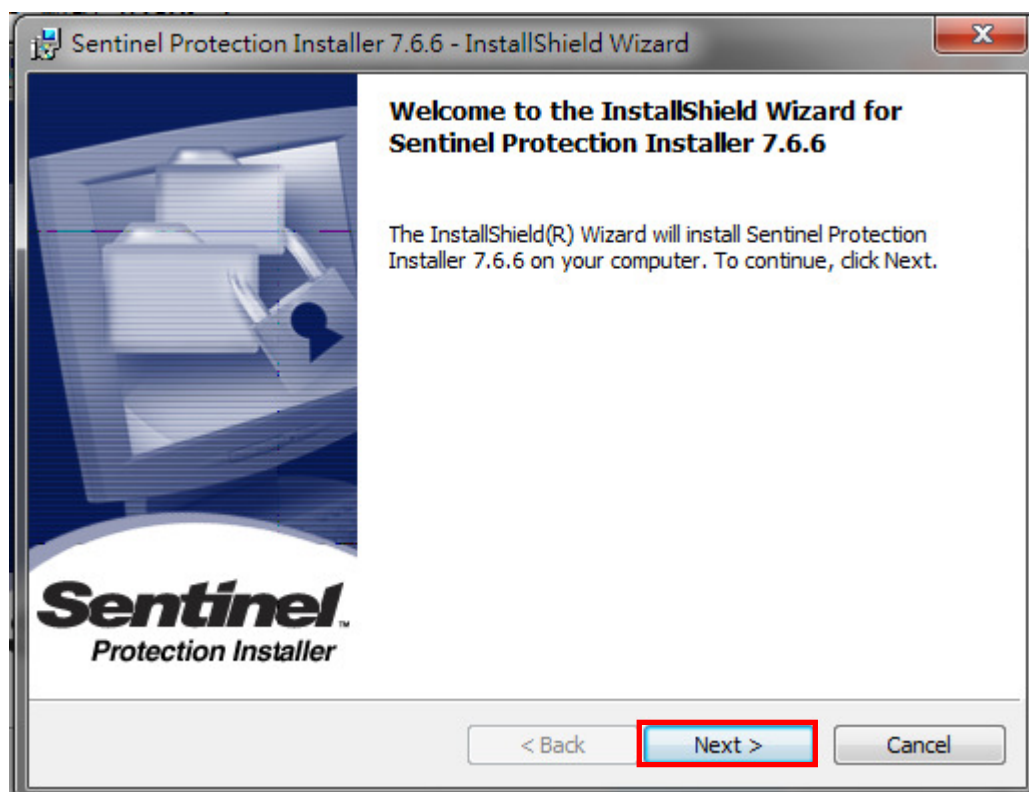 Sentinel Protection Installer 7.6.6 - InstallShield Wizard
Welcome to the InstallShield Wizard for
Sentinel Protection Installer 7.6.6
The InstallShield(R) Wizard will install Sentinel Protection
Installer 7.6.6 on your computer. To continue, click Next.
Sentinel™
Protection Installer
< Back
Next >
Cancel